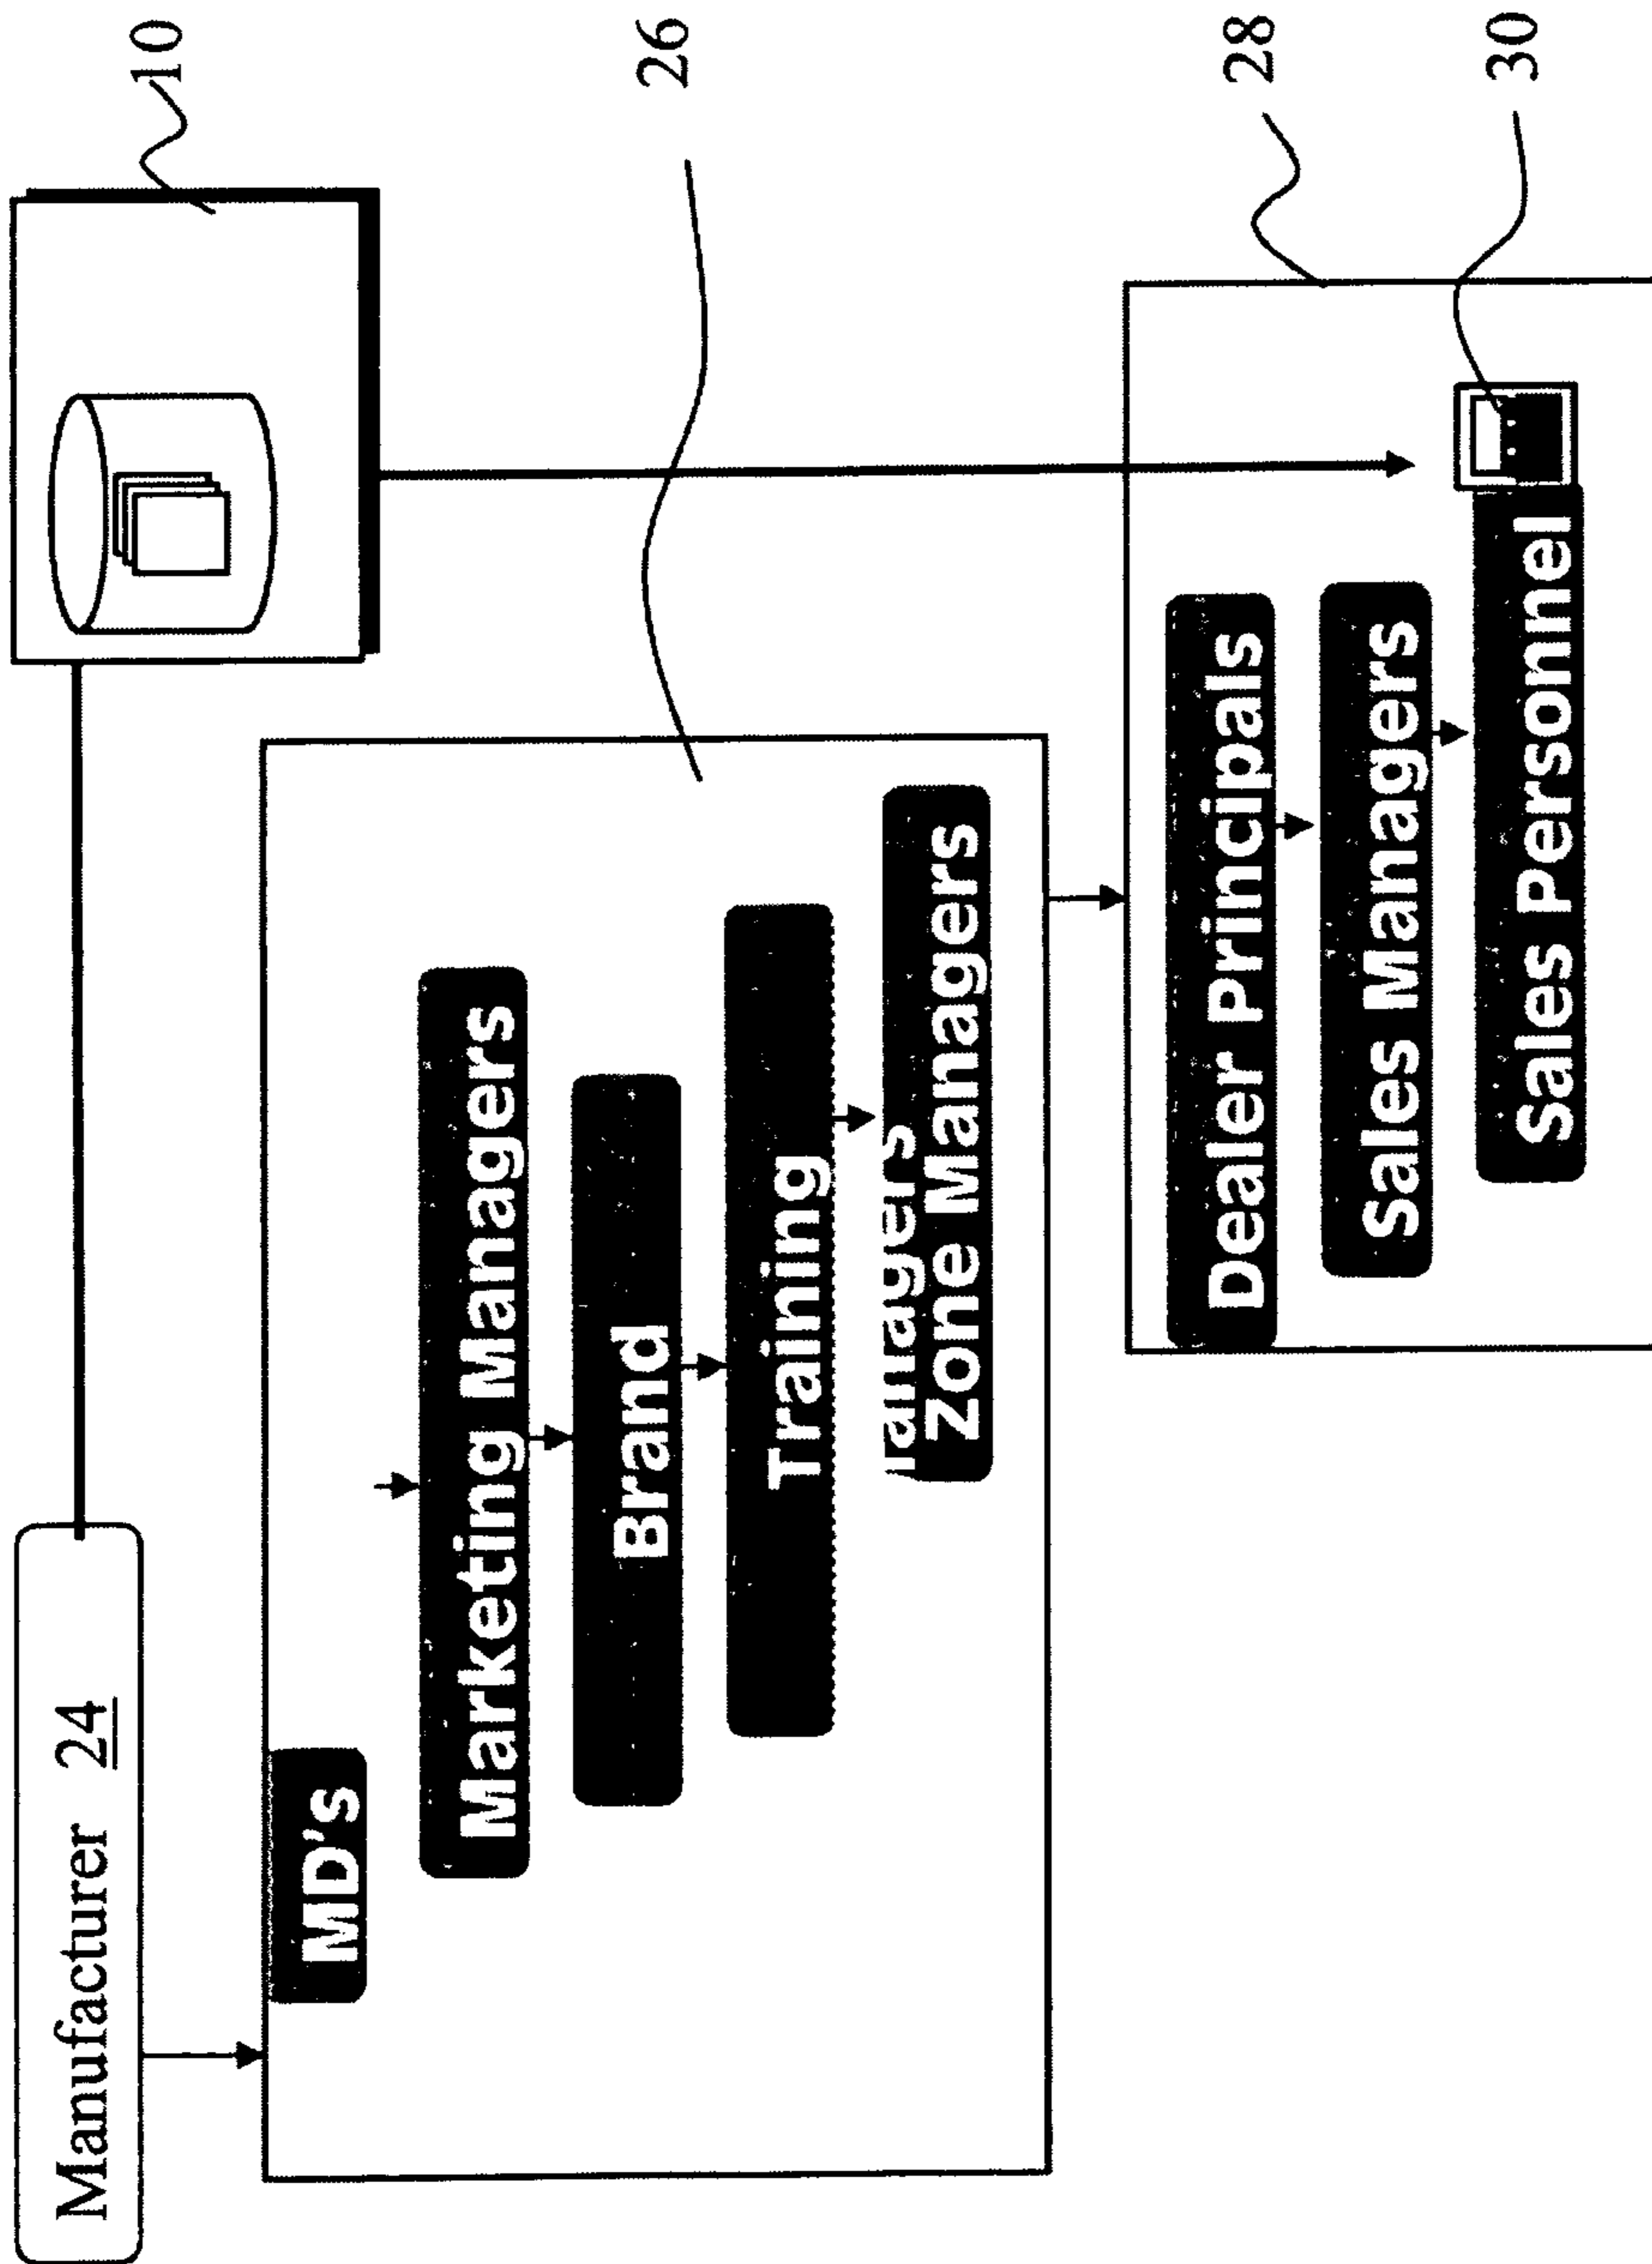 Manufacturer 24
10
MD's
Marketing Managers
Brand
Training
anagers
Zone Managers
26
Dealer Principals
Sales Managers
Sales Personnel
28
30